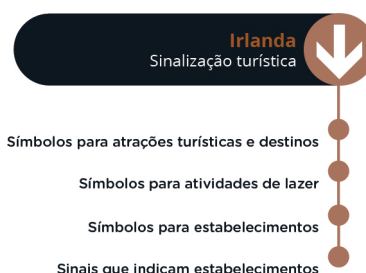 Irlanda
Sinalização turística
Símbolos para atrações turísticas e destinos
Símbolos para atividades de lazer
Símbolos para estabelecimentos
Sinais que indicam estabelecimentos